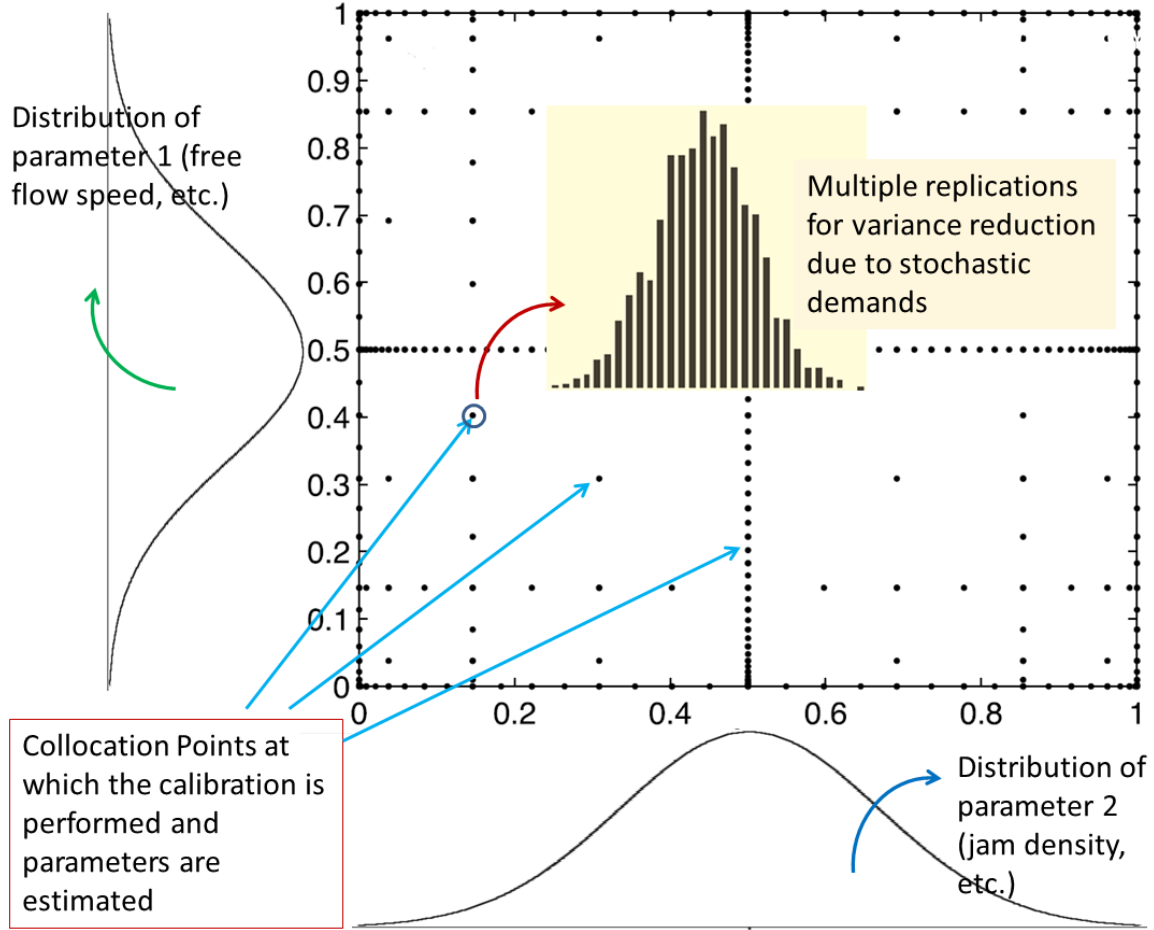 Distribution of
parameter 1 (free
flow speed, etc.)
1
0.9
0.8
0.7
0.6
0.5
0.4
0.3
0.2
0.1
0
0 0.2 0.4 0.6 0.8 1
Multiple replications
for variance reduction
due to stochastic
demands
Collocation Points at
which the calibration is
performed and
parameters are
estimated
Distribution of
parameter 2
(jam density,
etc.)